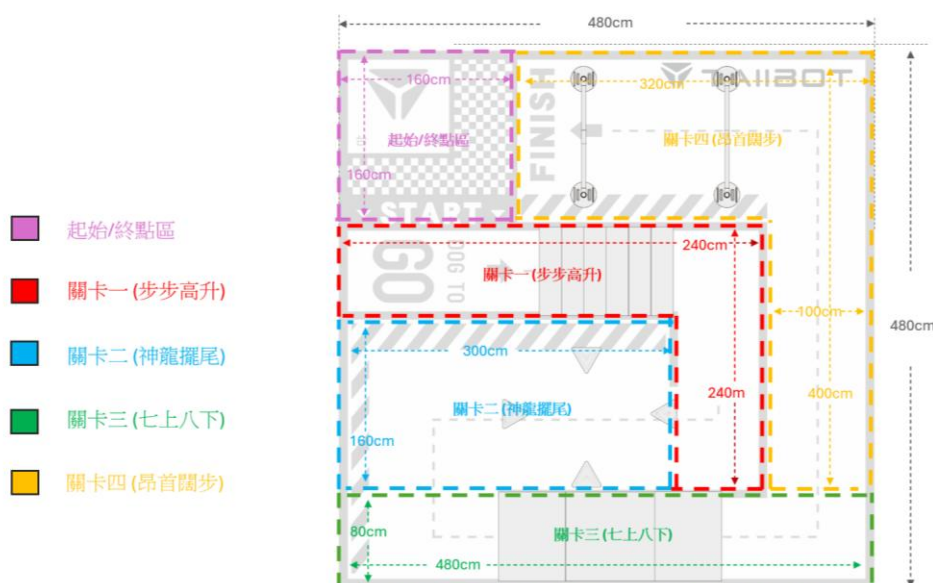 480cm
160cm
TAIIBOT
320cm
起始/終點區
FINISH
關卡四(昂首闊步)
160cm
START
240cm
起始/終點區
GO
DOG TO
關卡一(步步高升)
關卡一 (步步高升)
100cm
480cm
關卡二 (神龍擺尾)
300cm
240m
400cm
關卡二(神龍擺尾)
關卡三 (七上八下)
160cm
關卡四 (昂首闊步)
80cm
關卡三(七上八下)
480cm